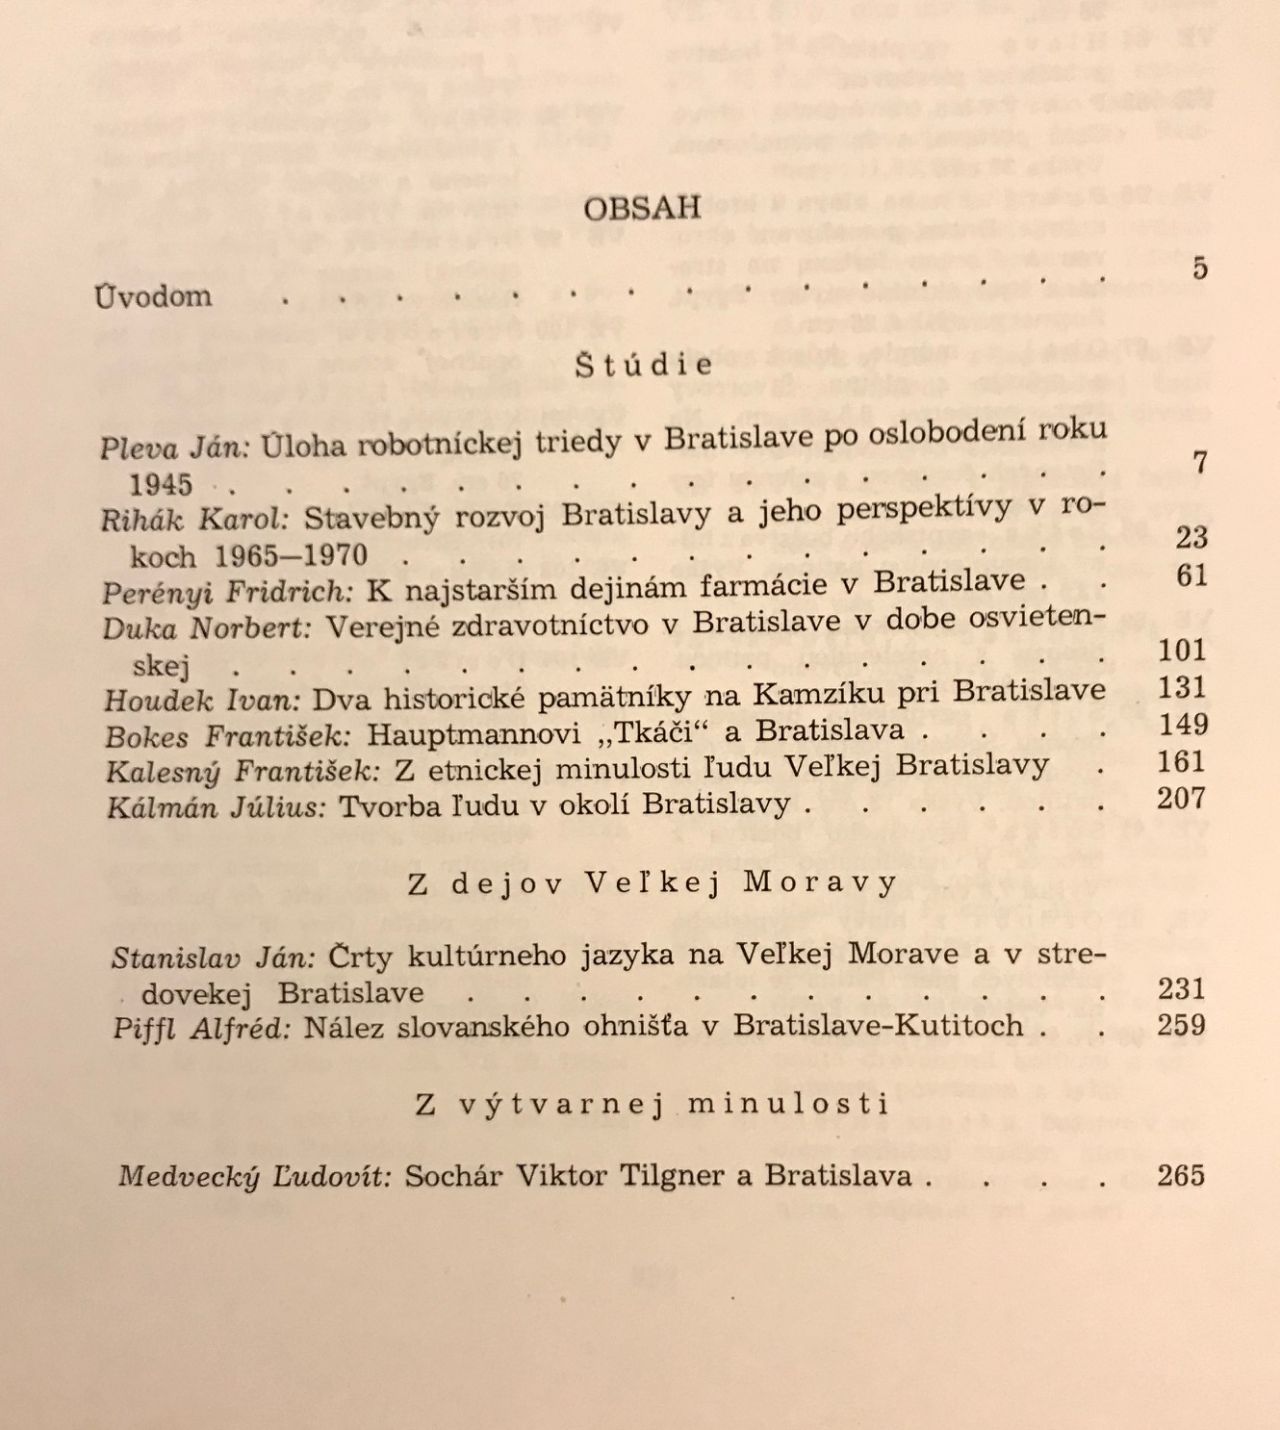 OBSAH
Úvodom . . . . . . . . . . . . . . . 5
Štúdie
Pleva Ján: Úloha robotníckej triedy v Bratislave po oslobodení roku
1945 . . . . . . . . . . . . . . . . 7
Rihák Karol: Stavebný rozvoj Bratislavy a jeho perspektívy v ro-
koch 1965—1970 . . . . . . . . . . . . . 23
Perényi Fridrich: K najstarším dejinám farmácie v Bratislave . . 61
Duka Norbert: Verejné zdravotníctvo v Bratislave v dobe osvieten-
skej . . . . . . . . . . . . . . . . 101
Houdek Ivan: Dva historické pamätníky na Kamzíku pri Bratislave 131
Bokes František: Hauptmannovi „Tkáči“ a Bratislava . . . . 149
Kalesný František: Z etnickej minulosti ľudu Veľkej Bratislavy . 161
Kálmán Július: Tvorba ľudu v okolí Bratislavy . . . . . . 207
Z dejov Veľkej Moravy
Stanislav Ján: Črty kultúrneho jazyka na Veľkej Morave a v stre-
dovekej Bratislave . . . . . . . . . . . . 231
Piffl Alfréd: Nález slovanského ohnišťa v Bratislave-Kutitoch . . 259
Z výtvarnej minulosti
Medvecký Ľudovít: Sochár Viktor Tilgner a Bratislava . . . . 265